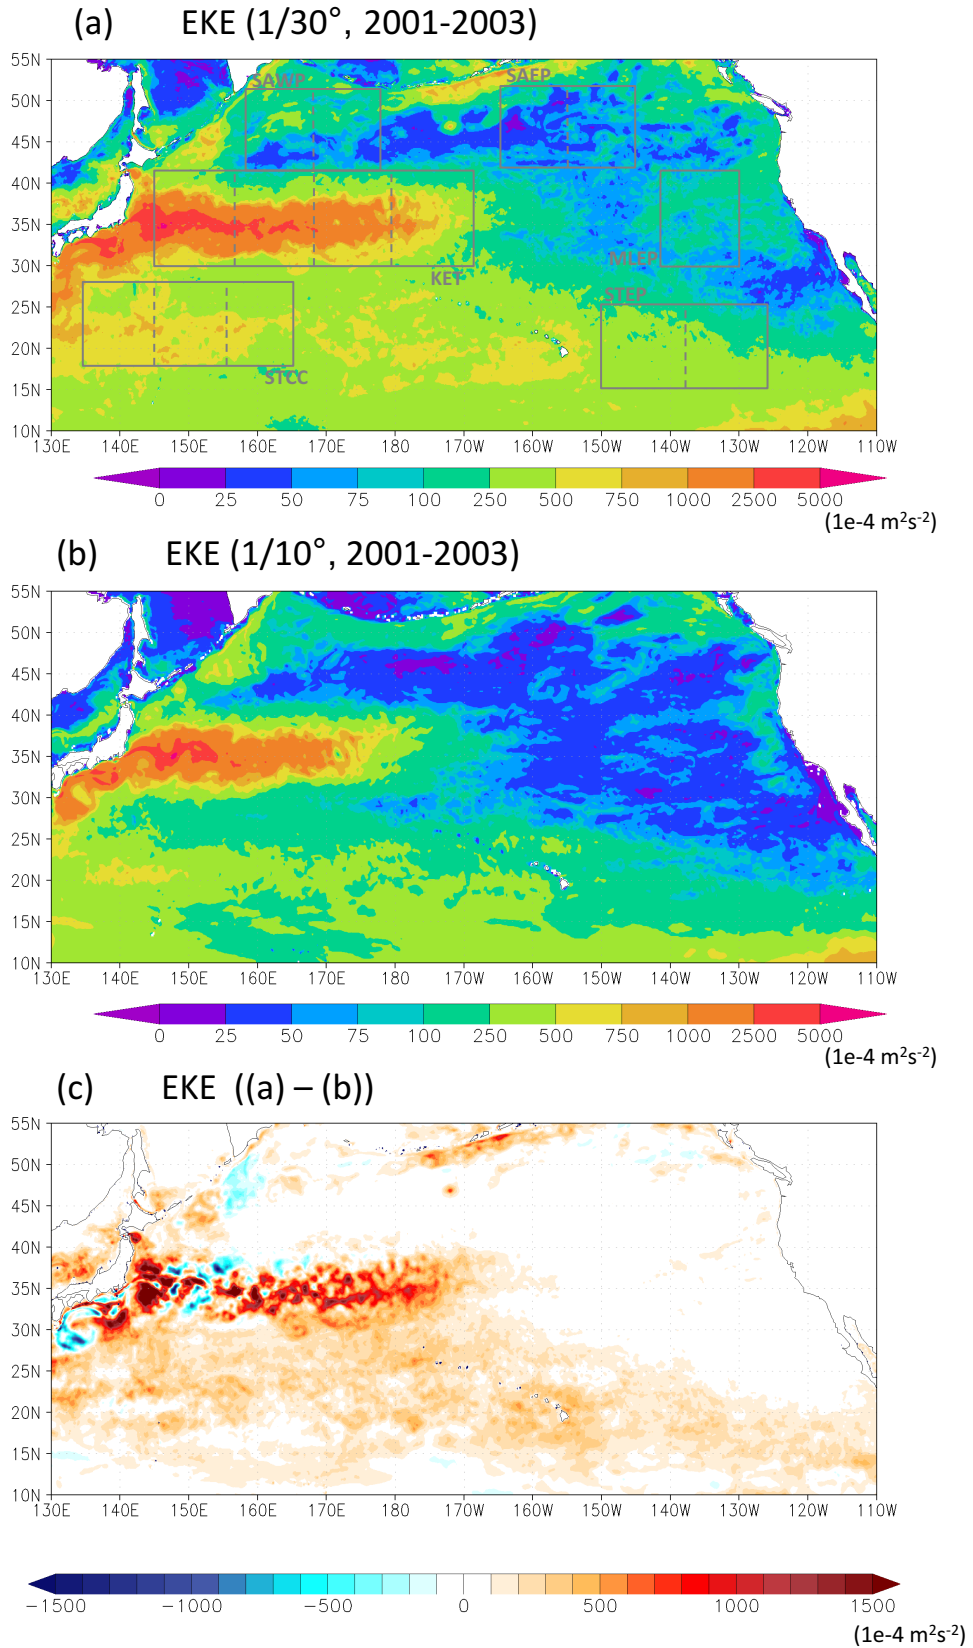 (a) EKE (1/30°, 2001-2003)
55N
50N
45N
40N
35N
30N
25N
20N
15N
10N
SAWP
SAEP
MLEP
KET
STEP
STCC
130E 140E 150E 160E 170E 180 170W 160W 150W 140W 130W 120W 110W
0 25 50 75 100 250 500 750 1000 2500 5000
(1e-4 m²s⁻²)
(b) EKE (1/10°, 2001-2003)
55N
50N
45N
40N
35N
30N
25N
20N
15N
10N
130E 140E 150E 160E 170E 180 170W 160W 150W 140W 130W 120W 110W
0 25 50 75 100 250 500 750 1000 2500 5000
(1e-4 m²s⁻²)
(c) EKE ((a) – (b))
55N
50N
45N
40N
35N
30N
25N
20N
15N
10N
130E 140E 150E 160E 170E 180 170W 160W 150W 140W 130W 120W 110W
−1500 −1000 −500 0 500 1000 1500
(1e-4 m²s⁻²)